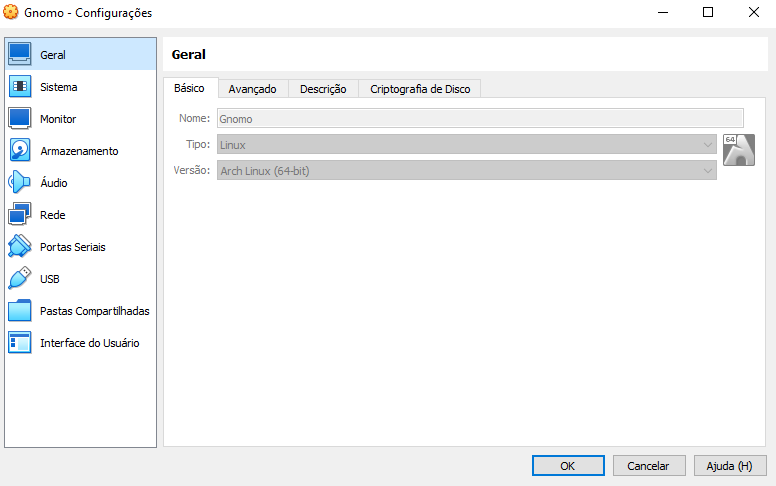 Gnomo - Configurações
Geral
Sistema
Monitor
Armazenamento
Áudio
Rede
Portas Seriais
USB
Pastas Compartilhadas
Interface do Usuário
Geral
Básico Avançado Descrição Criptografia de Disco
Nome: Gnomo
Tipo: Linux
64
Versão: Arch Linux (64-bit)
OK Cancelar Ajuda (H)